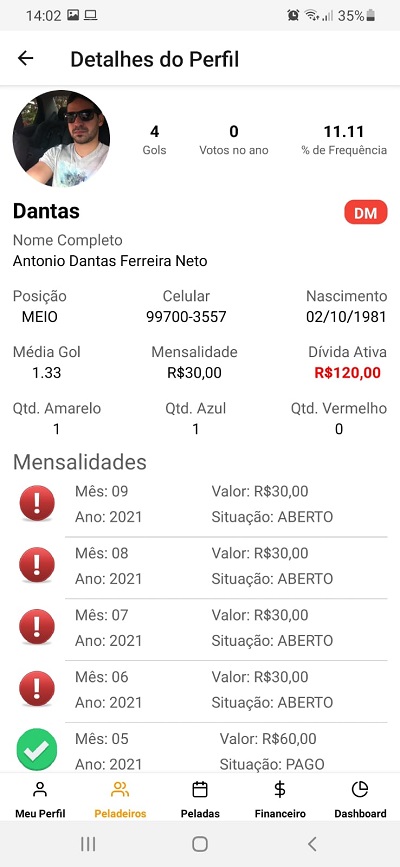 14:02 35%
Detalhes do Perfil
4 0 11.11
Gols Votos no ano % de Frequência
Dantas DM
Nome Completo
Antonio Dantas Ferreira Neto
Posição Celular Nascimento
MEIO 99700-3557 02/10/1981
Média Gol Mensalidade Dívida Ativa
1.33 R$30,00 R$120,00
Qtd. Amarelo Qtd. Azul Qtd. Vermelho
1 1 0
Mensalidades
Mês: 09 Valor: R$30,00
Ano: 2021 Situação: ABERTO
Mês: 08 Valor: R$30,00
Ano: 2021 Situação: ABERTO
Mês: 07 Valor: R$30,00
Ano: 2021 Situação: ABERTO
Mês: 06 Valor: R$30,00
Ano: 2021 Situação: ABERTO
Mês: 05 Valor: R$60,00
Ano: 2021 Situação: PAGO
Meu Perfil Peladeiros Peladas Financeiro Dashboard